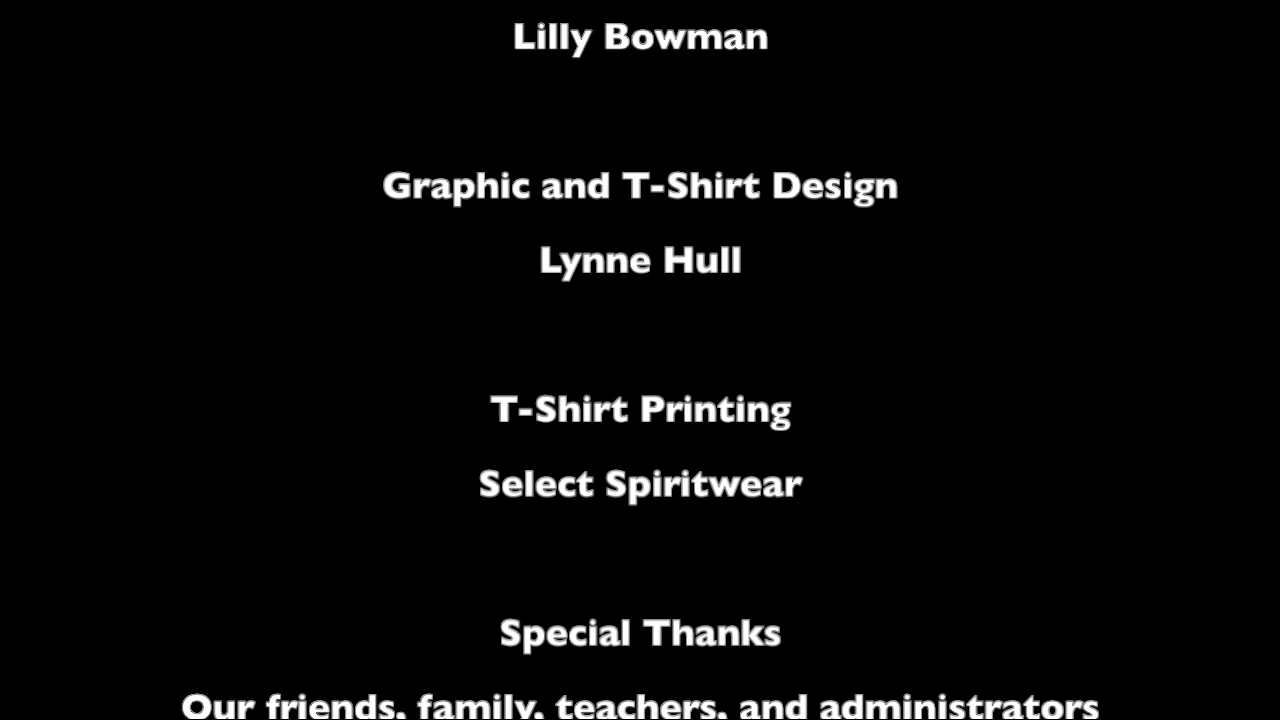 Lilly Bowman
Graphic and T-Shirt Design
Lynne Hull
T-Shirt Printing
Select Spiritwear
Special Thanks
Our friends, family, teachers, and administrators